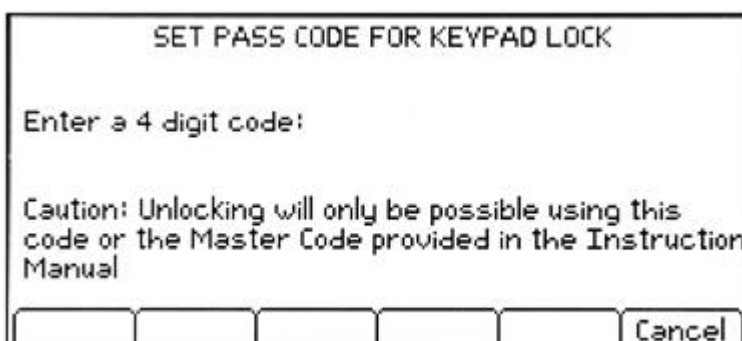 SET PASS CODE FOR KEYPAD LOCK
Enter a 4 digit code:
Caution: Unlocking will only be possible using this
code or the Master Code provided in the Instruction
Manual
Cancel